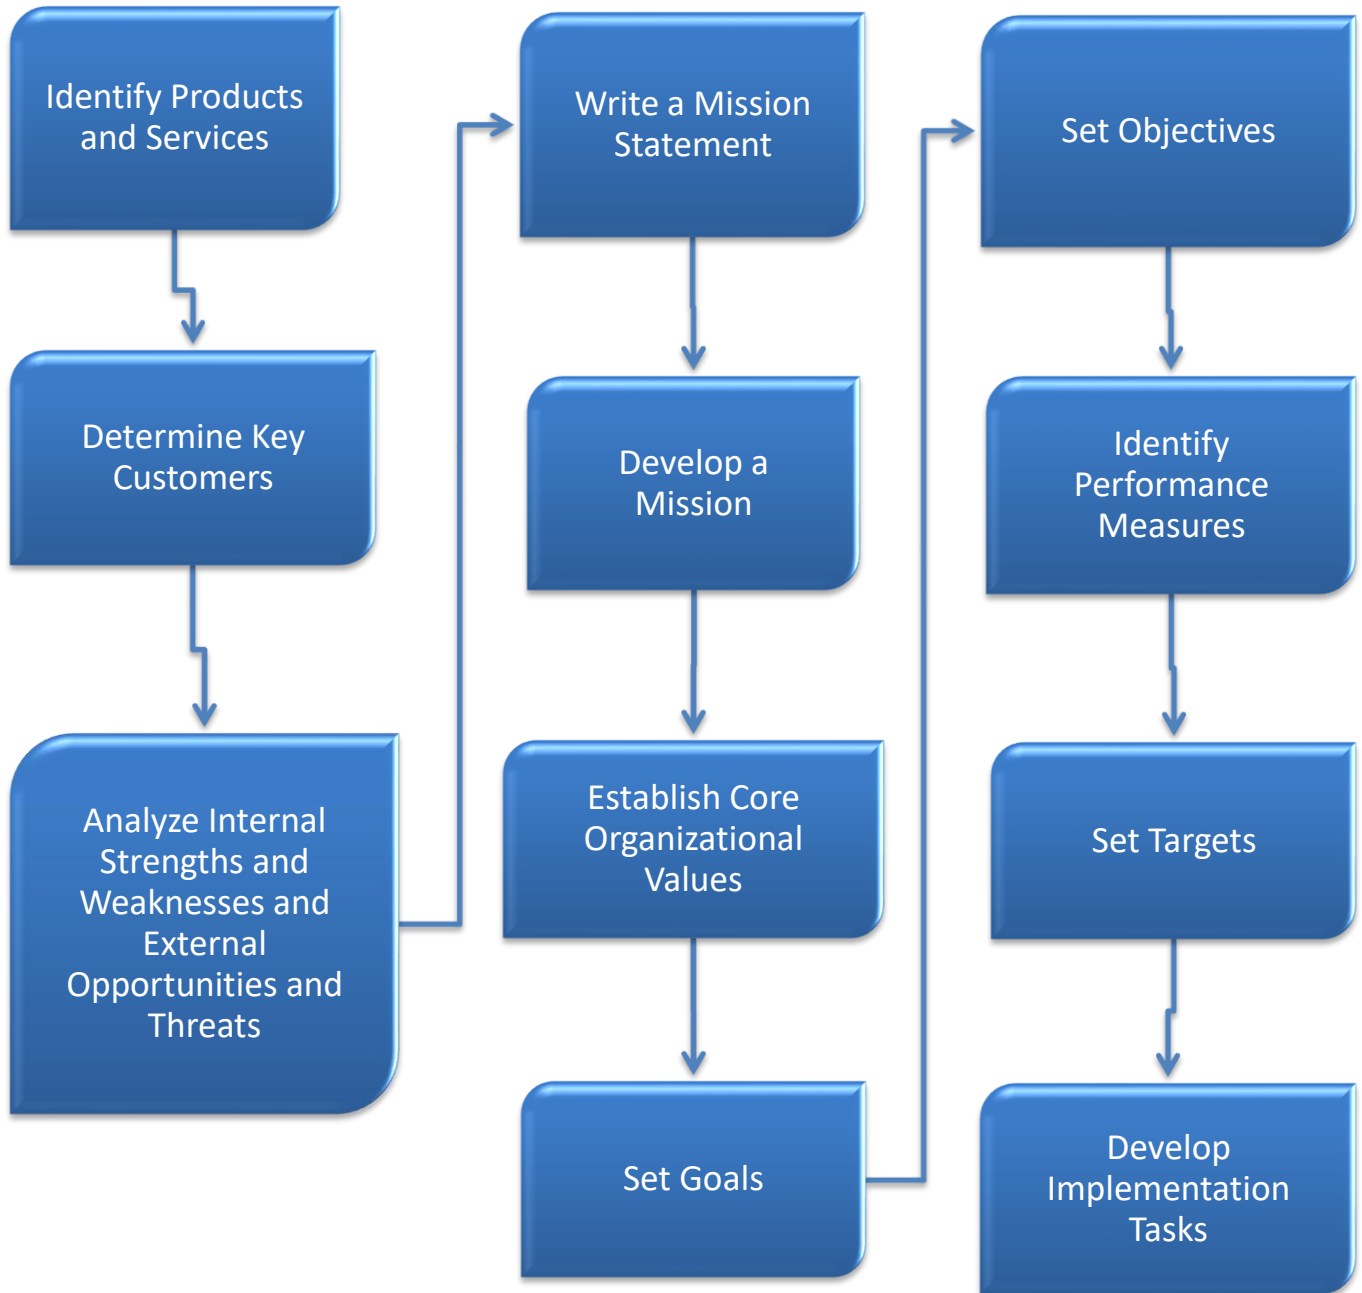 Identify Products
and Services
Determine Key
Customers
Analyze Internal
Strengths and
Weaknesses and
External
Opportunities and
Threats
Write a Mission
Statement
Develop a
Mission
Establish Core
Organizational
Values
Set Goals
Set Objectives
Identify
Performance
Measures
Set Targets
Develop
Implementation
Tasks